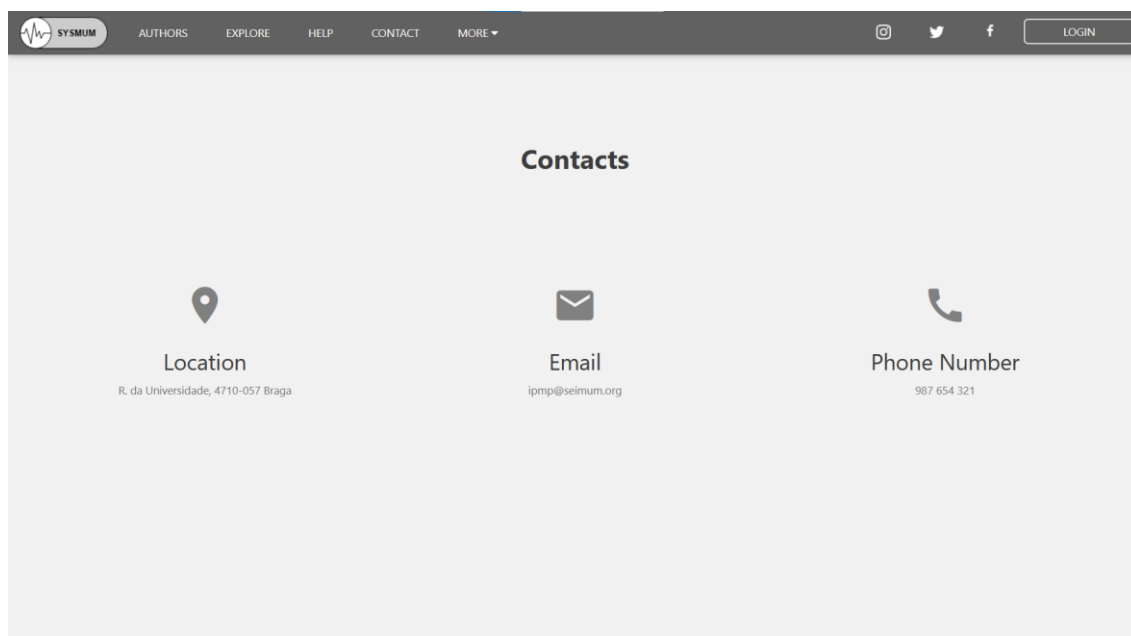 SYSMUM AUTHORS EXPLORE HELP CONTACT MORE LOGIN
Contacts
Location Email Phone Number
R. da Universidade, 4710-057 Braga ipmp@seimum.org 987 654 321